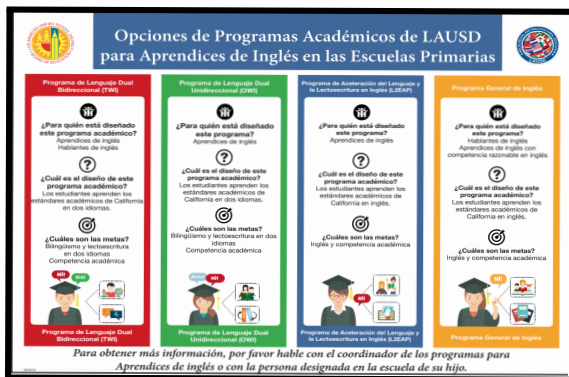 Opciones de Programas Académicos de LAUSD
para Aprendices de Inglés en las Escuelas Primarias
LAUSD
Programa de Lenguaje Dual
Bidireccional (TWI)
¿Para quién está diseñado
este programa académico?
Aprendices de inglés
Hablantes de inglés
¿Cuál es el diseño de este
programa académico?
Los estudiantes aprenden los
estándares académicos de California
en dos idiomas.
¿Cuáles son las metas?
Bilingüismo y lectoescritura
en dos idiomas
Competencia académica
Hi!
Programa de Lenguaje Dual
Bidireccional (TWI)
Programa de Lenguaje Dual
Unidireccional (OWI)
¿Para quién está diseñado
este programa?
Aprendices de inglés
¿Cuál es el diseño de este
programa académico?
Los estudiantes aprenden los
estándares académicos de
California en dos idiomas.
¿Cuáles son las metas?
Bilingüismo y lectoescritura en dos
idiomas
Competencia académica
Hi!
Programa de Lenguaje Dual
Unidireccional (OWI)
Programa de Aceleración del Lenguaje y
la Lectoescritura en Inglés (L2EAP)
¿Para quién está diseñado
este programa?
Aprendices de inglés
¿Cuál es el diseño de este
programa académico?
Los estudiantes aprenden los
estándares académicos de
California en inglés.
¿Cuáles son las metas?
Inglés y competencia académica
Hi!
Programa de Aceleración del Lenguaje y
la Lectoescritura en Inglés (L2EAP)
Programa General de Inglés
¿Para quién está diseñado
este programa?
Hablantes de inglés
Aprendices de inglés con
competencia razonable en inglés
¿Cuál es el diseño de este
programa académico?
Los estudiantes aprenden los
estándares académicos de
California en inglés.
¿Cuáles son las metas?
Inglés y competencia académica
Hi!
Programa General de Inglés
Para obtener más información, por favor hable con el coordinador de los programas para
Aprendices de inglés o con la persona designada en la escuela de su hijo.